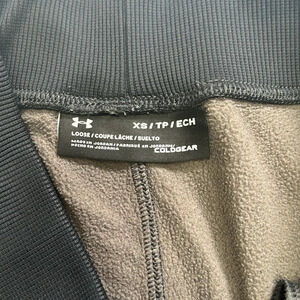 XS / TP / ECH
LOOSE / COUPE LÂCHE / SUELTO
MADE IN JORDAN / FABRIQUÉ EN JORDANIE /
HECHO EN JORDANIA
COLDGEAR